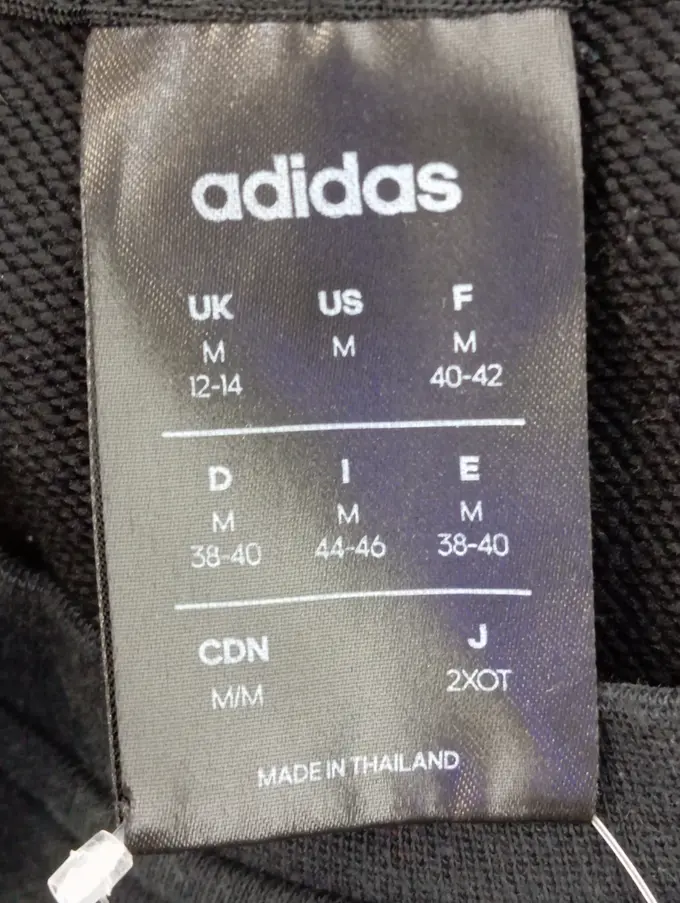 adidas
UK US F
M M M
12-14 40-42
D I E
M M M
38-40 44-46 38-40
CDN J
M/M 2XOT
MADE IN THAILAND